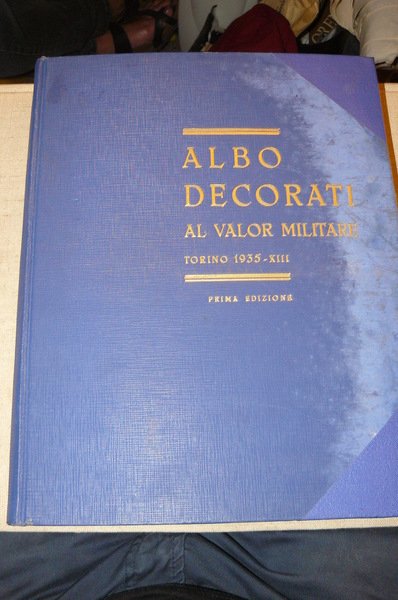 ALBO
DECORATI
AL VALOR MILITARE
TORINO 1935-XIII
PRIMA EDIZIONE